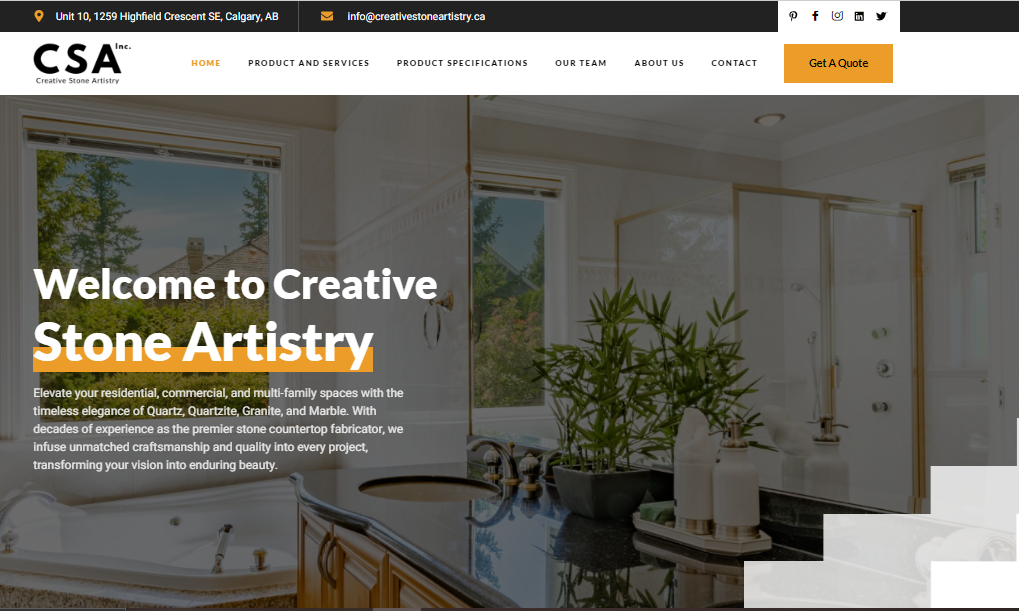 Unit 10, 1259 Highfield Crescent SE, Calgary, AB
info@creativestoneartistry.ca
CSA Inc.
Creative Stone Artistry
HOME
PRODUCT AND SERVICES
PRODUCT SPECIFICATIONS
OUR TEAM
ABOUT US
CONTACT
Get A Quote
Welcome to Creative
Stone Artistry
Elevate your residential, commercial, and multi-family spaces with the
timeless elegance of Quartz, Quartzite, Granite, and Marble. With
decades of experience as the premier stone countertop fabricator, we
infuse unmatched craftsmanship and quality into every project,
transforming your vision into enduring beauty.